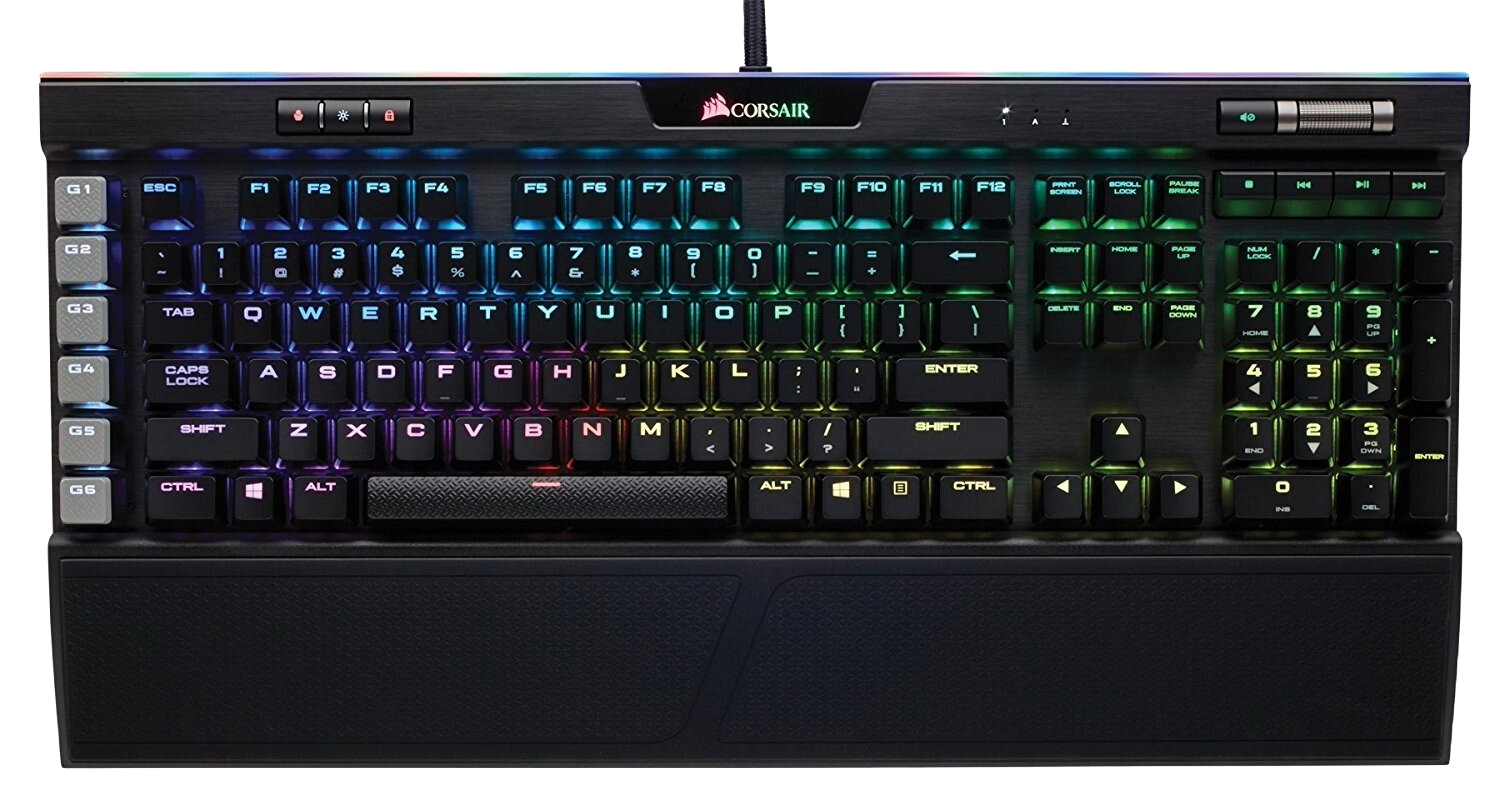 CORSAIR
1 A
G1 ESC F1 F2 F3 F4 F5 F6 F7 F8 F9 F10 F11 F12 PRINT SCREEN SCROLL LOCK PAUSE BREAK
G2 ` ~ 1 ! 2 @ 3 # 4 $ 5 % 6 ^ 7 & 8 * 9 ( 0 ) - _ = + ← INSERT HOME PAGE UP NUM LOCK / * -
G3 TAB Q W E R T Y U I O P [ { ] } \ | DELETE END PAGE DOWN 7 HOME 8 ▲ 9 PG UP +
G4 CAPS LOCK A S D F G H J K L ; : ' " ENTER 4 ◀ 5 6 ▶
G5 SHIFT Z X C V B N M , < . > / ? SHIFT ▲ 1 END 2 ▼ 3 PG DWN ENTER
G6 CTRL ALT ALT CTRL ◀ ▼ ▶ 0 INS . DEL